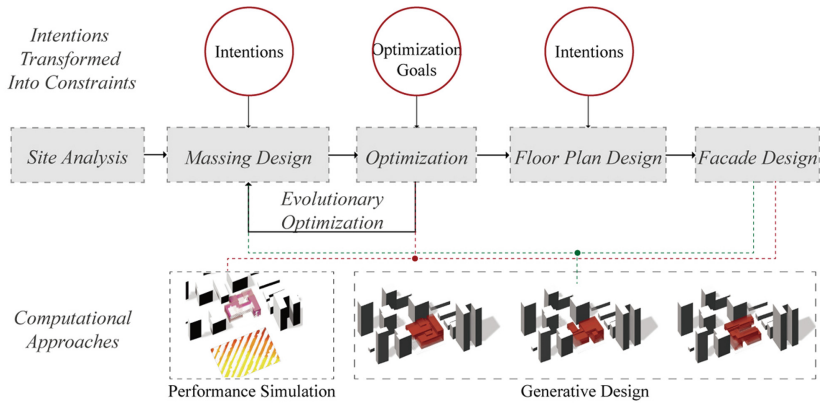 Intentions
Transformed
Into Constraints
Intentions
Optimization
Goals
Intentions
Site Analysis
Massing Design
Optimization
Floor Plan Design
Facade Design
Evolutionary
Optimization
Computational
Approaches
Performance Simulation
Generative Design